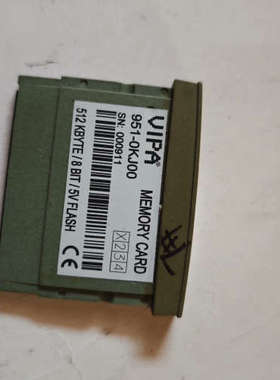 VIPA®
MEMORY CARD
951-0KJ00
SN: 000911
X 2 3 4
512 KBYTE / 8 BIT / 5V FLASH
CE